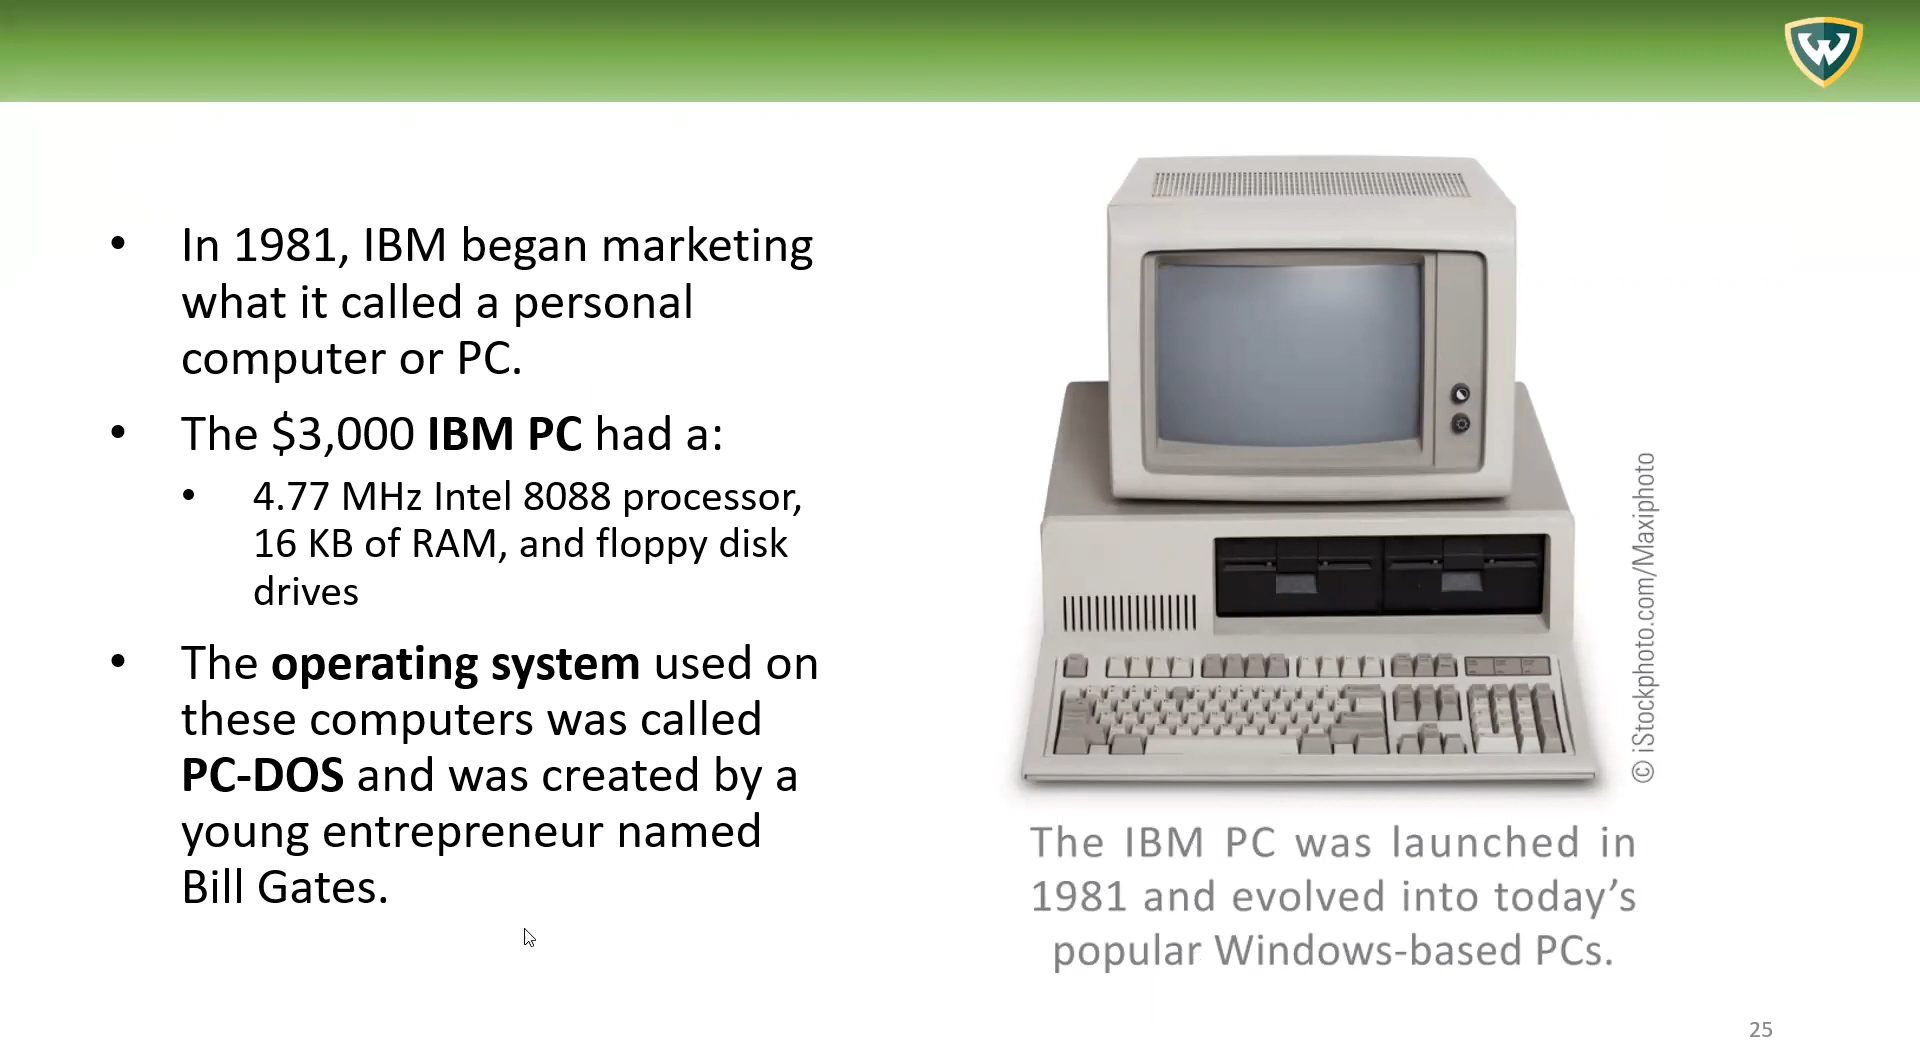 • In 1981, IBM began marketing
what it called a personal
computer or PC.
• The $3,000 IBM PC had a:
• 4.77 MHz Intel 8088 processor,
16 KB of RAM, and floppy disk
drives
• The operating system used on
these computers was called
PC-DOS and was created by a
young entrepreneur named
Bill Gates.
© iStockphoto.com/Maxiphoto
The IBM PC was launched in
1981 and evolved into today’s
popular Windows-based PCs.
25
W